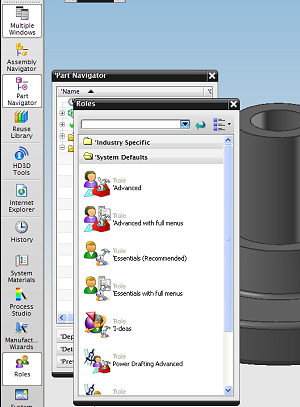 Multiple
Windows
Assembly
Navigator
Part
Navigator
Reuse
Library
HD3D
Tools
Internet
Explorer
History
System
Materials
Process
Studio
Manufact...
Wizards
Roles
System
'Part Navigator
'Name
'Dep
'Det
'Prev
Roles
'Industry Specific
'System Defaults
'Role
'Advanced
'Role
'Advanced with full menus
'Role
'Essentials (Recommended)
'Role
'Essentials with full menus
'Role
'I-deas
'Role
Power Drafting Advanced
'Role